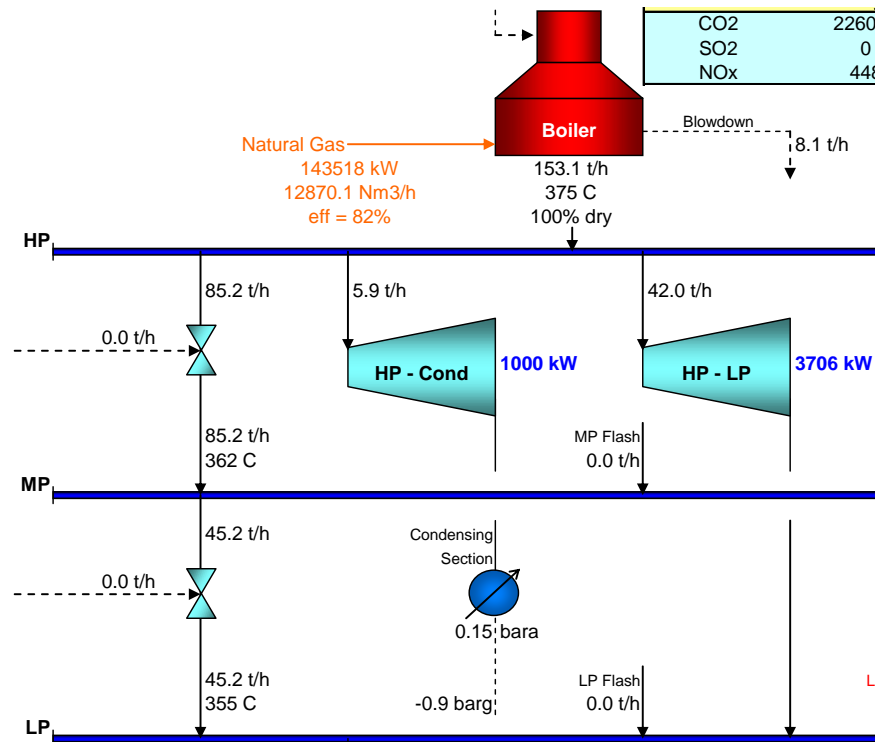 CO2 2260
SO2 0
NOx 448
Boiler
Blowdown
8.1 t/h
Natural Gas
143518 kW
12870.1 Nm3/h
eff = 82%
153.1 t/h
375 C
100% dry
HP
85.2 t/h
5.9 t/h
42.0 t/h
0.0 t/h
HP - Cond
1000 kW
HP - LP
3706 kW
85.2 t/h
362 C
MP Flash
0.0 t/h
MP
45.2 t/h
Condensing
Section
0.0 t/h
0.15 bara
45.2 t/h
355 C
-0.9 barg
LP Flash
0.0 t/h
L
LP